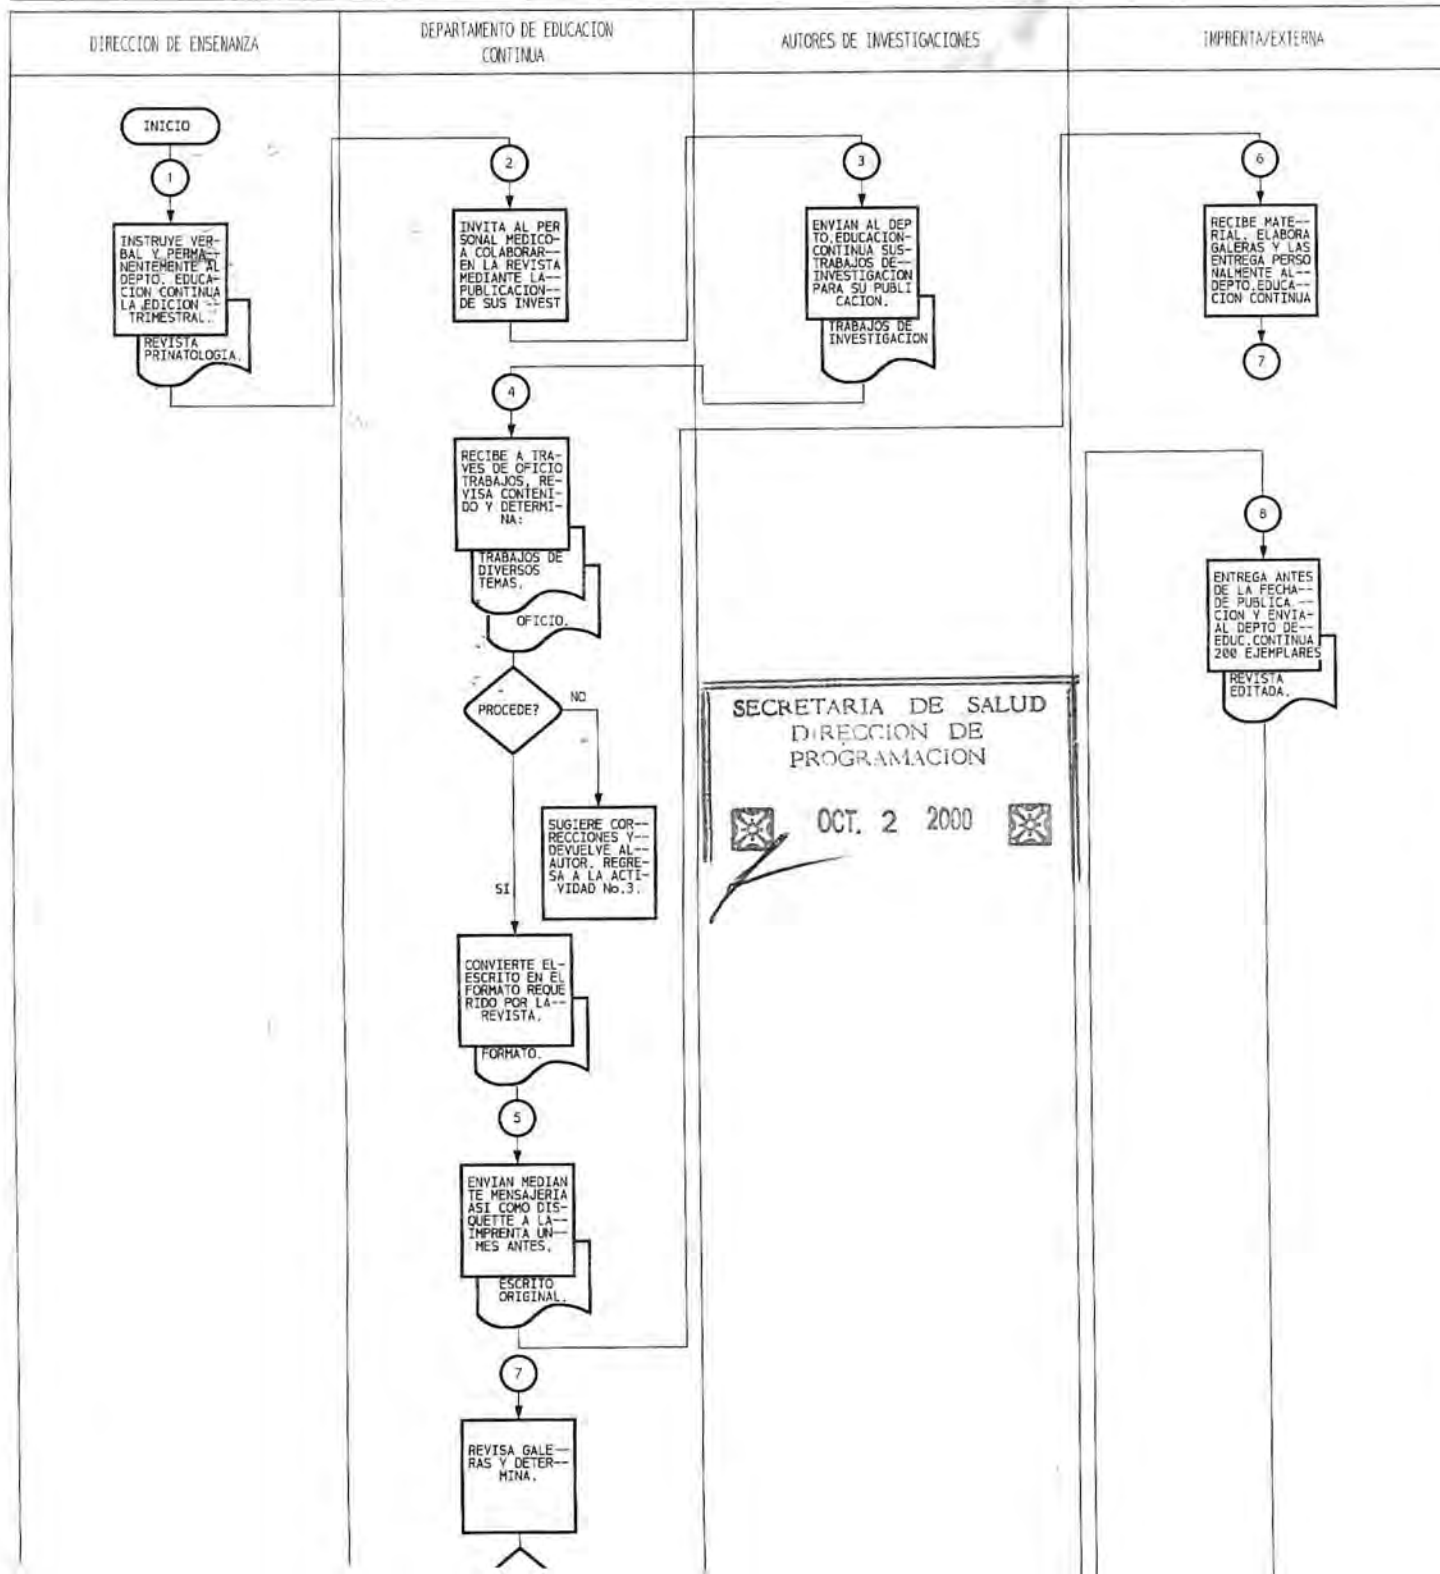 DIRECCION DE ENSENANZA
DEPARTAMENTO DE EDUCACION
CONTINUA
AUTORES DE INVESTIGACIONES
IMPRENTA/EXTERNA
INICIO
1
INSTRUYE VER-
BAL Y PERMA--
NENTEMENTE AL
DEPTO. EDUCA-
CION CONTINUA
LA EDICION --
TRIMESTRAL.
REVISTA
PRINATOLOGIA.
2
INVITA AL PER
SONAL MEDICO-
A COLABORAR--
EN LA REVISTA
MEDIANTE LA--
PUBLICACION--
DE SUS INVEST
3
ENVIAN AL DEP
TO.EDUCACION-
CONTINUA SUS-
TRABAJOS DE--
INVESTIGACION
PARA SU PUBLI
CACION.
TRABAJOS DE
INVESTIGACION
4
RECIBE A TRA-
VES DE OFICIO
TRABAJOS, RE-
VISA CONTENI-
DO Y DETERMI-
NA:
TRABAJOS DE
DIVERSOS
TEMAS.
OFICIO.
PROCEDE?
NO
SUGIERE COR--
RECCIONES Y--
DEVUELVE AL--
AUTOR. REGRE-
SA A LA ACTI-
VIDAD No.3.
SI
CONVIERTE EL-
ESCRITO EN EL
FORMATO REQUE
RIDO POR LA--
REVISTA.
FORMATO.
5
ENVIAN MEDIAN
TE MENSAJERIA
ASI COMO DIS-
QUETTE A LA--
IMPRENTA UN--
MES ANTES.
ESCRITO
ORIGINAL.
6
RECIBE MATE--
RIAL, ELABORA
GALERAS Y LAS
ENTREGA PERSO
NALMENTE AL--
DEPTO.EDUCA--
CION CONTINUA
7
7
REVISA GALE--
RAS Y DETER--
MINA.
8
ENTREGA ANTES
DE LA FECHA--
DE PUBLICA --
CION Y ENVIA-
AL DEPTO DE--
EDUC.CONTINUA
200 EJEMPLARES
REVISTA
EDITADA.
SECRETARIA DE SALUD
DIRECCION DE
PROGRAMACION
OCT. 2 2000